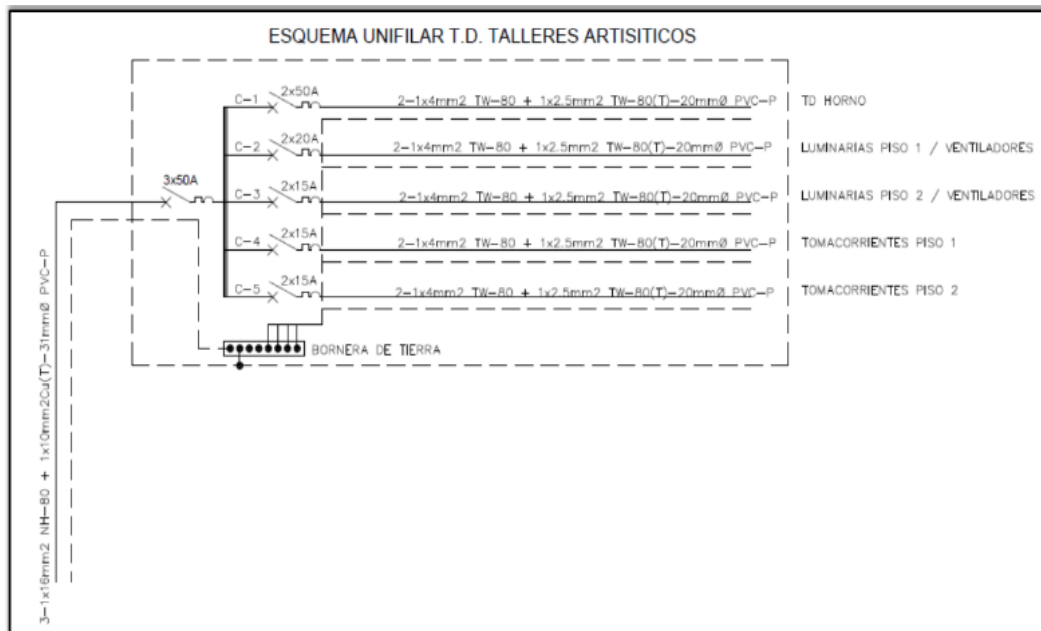 ESQUEMA UNIFILAR T.D. TALLERES ARTISITICOS
C-1 2x50A 2-1x4mm2 TW-80 + 1x2.5mm2 TW-80(T)-20mmØ PVC-P TD HORNO
C-2 2x20A 2-1x4mm2 TW-80 + 1x2.5mm2 TW-80(T)-20mmØ PVC-P LUMINARIAS PISO 1 / VENTILADORES
3x50A
C-3 2x15A 2-1x4mm2 TW-80 + 1x2.5mm2 TW-80(T)-20mmØ PVC-P LUMINARIAS PISO 2 / VENTILADORES
C-4 2x15A 2-1x4mm2 TW-80 + 1x2.5mm2 TW-80(T)-20mmØ PVC-P TOMACORRIENTES PISO 1
C-5 2x15A 2-1x4mm2 TW-80 + 1x2.5mm2 TW-80(T)-20mmØ PVC-P TOMACORRIENTES PISO 2
BORNERA DE TIERRA
3-1x16mm2 NH-80 + 1x10mm2Cu(T)-31mmØ PVC-P